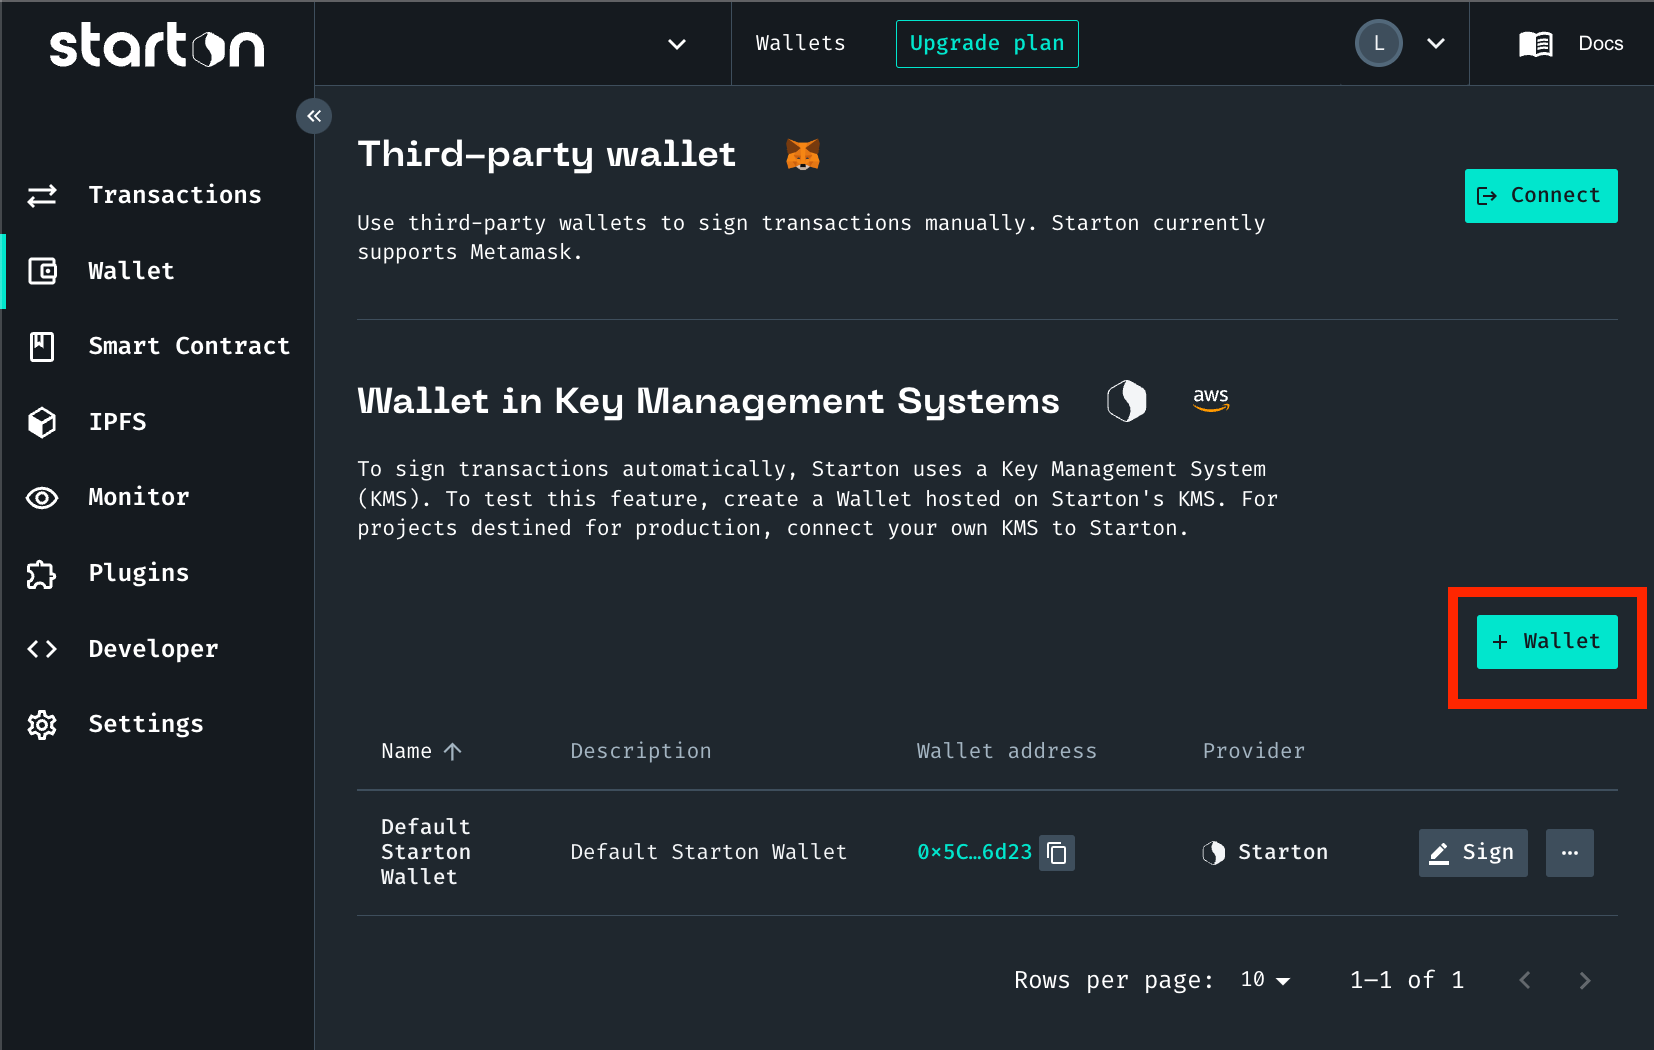 starton
Wallets
Upgrade plan
L
Docs
Transactions
Wallet
Smart Contract
IPFS
Monitor
Plugins
Developer
Settings
Third-party wallet
Use third-party wallets to sign transactions manually. Starton currently
supports Metamask.
Connect
Wallet in Key Management Systems
aws
To sign transactions automatically, Starton uses a Key Management System
(KMS). To test this feature, create a Wallet hosted on Starton's KMS. For
projects destined for production, connect your own KMS to Starton.
+ Wallet
Name ↑ Description Wallet address Provider
Default
Starton
Wallet
Default Starton Wallet
0x5C…6d23
Starton
Sign
...
Rows per page: 10 1–1 of 1